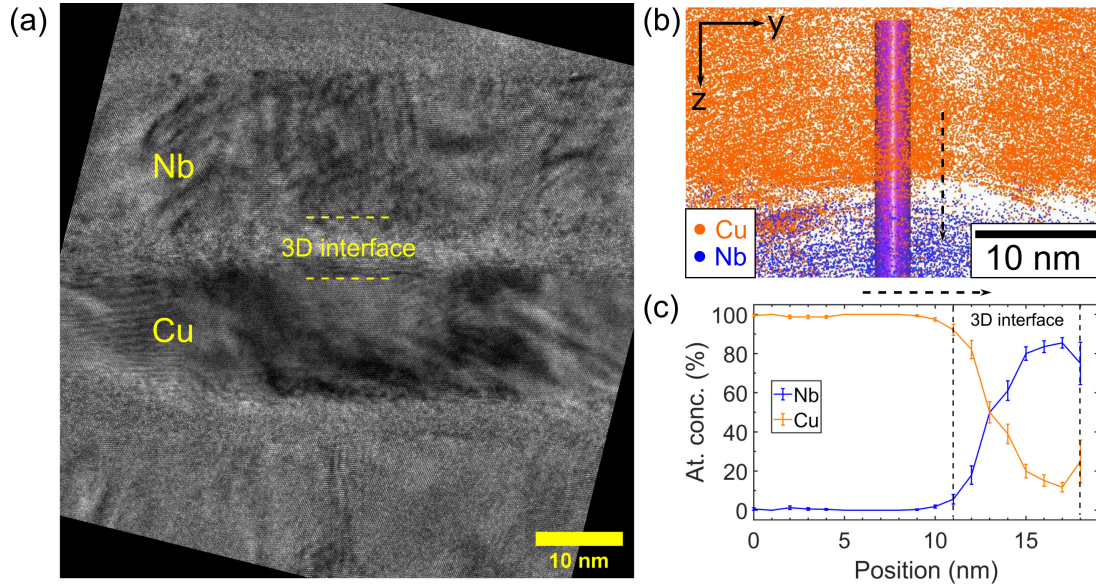 (a)
Nb
3D interface
Cu
10 nm
(b)
y
z
Cu
Nb
10 nm
(c)
3D interface
100
80
60
40
20
0
At. conc. (%)
Nb
Cu
0 5 10 15
Position (nm)